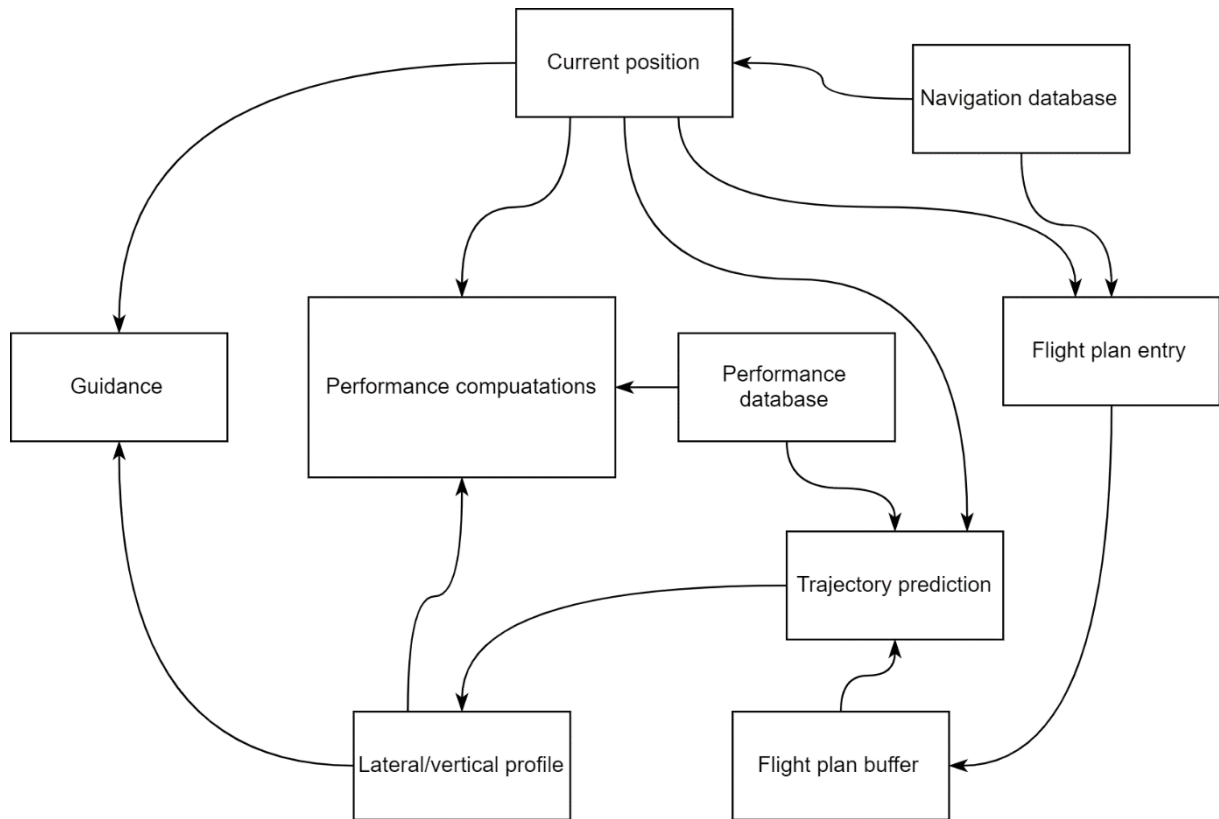 Current position
Navigation database
Guidance
Performance compuatations
Performance
database
Flight plan entry
Trajectory prediction
Lateral/vertical profile
Flight plan buffer